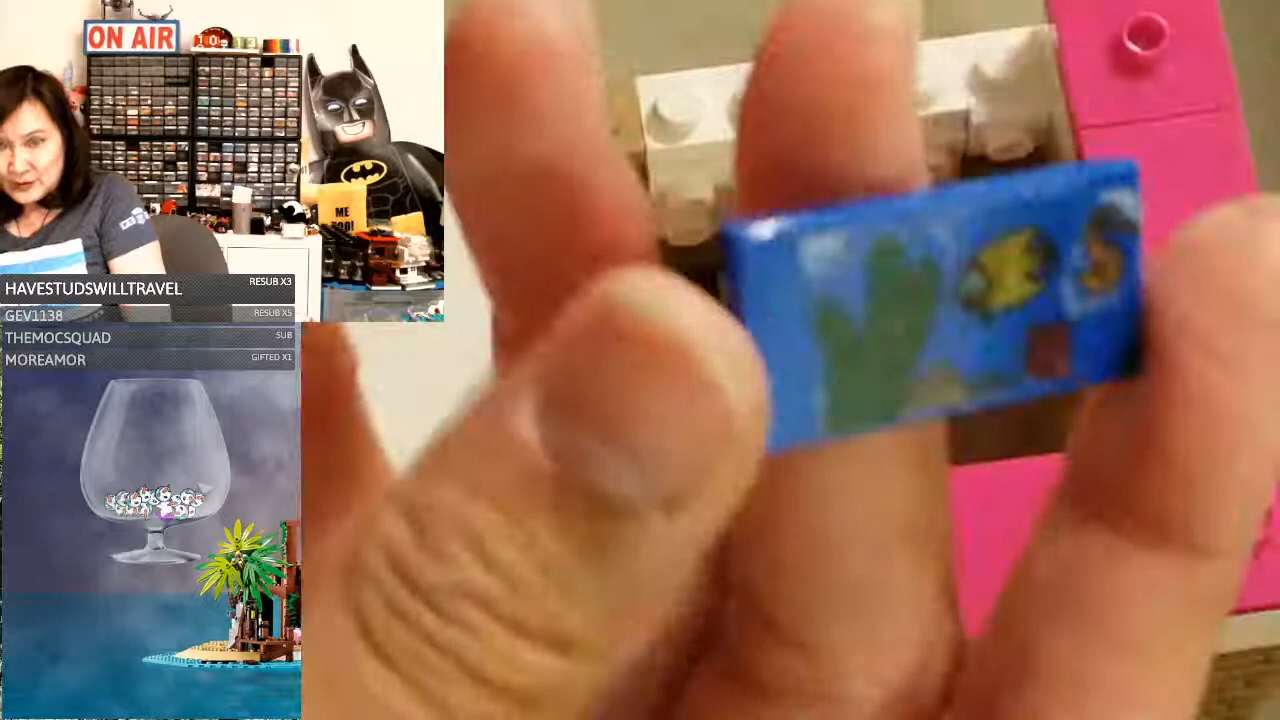 ON AIR
ME
TOO!
HAVESTUDSWILLTRAVEL RESUB X3
GEV1138 RESUB X5
THEMOCSQUAD SUB
MOREAMOR GIFTED X1